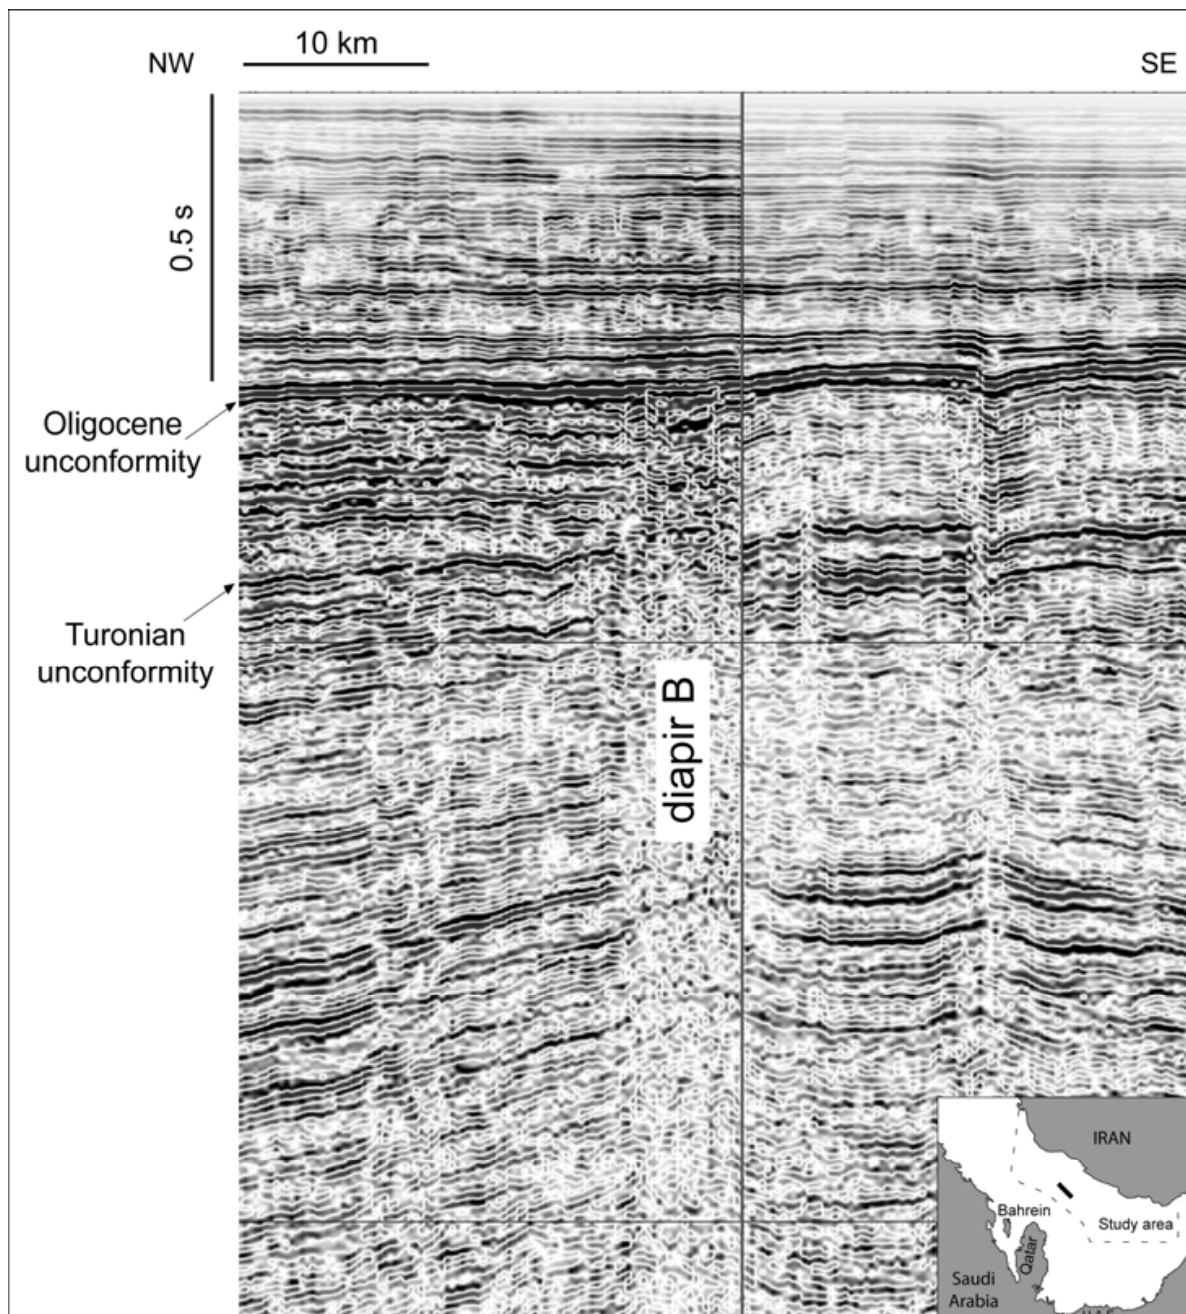 10 km
NW
SE
0.5 s
Oligocene
unconformity
Turonian
unconformity
diapir B
IRAN
Bahrein
Study area
Qatar
Saudi
Arabia